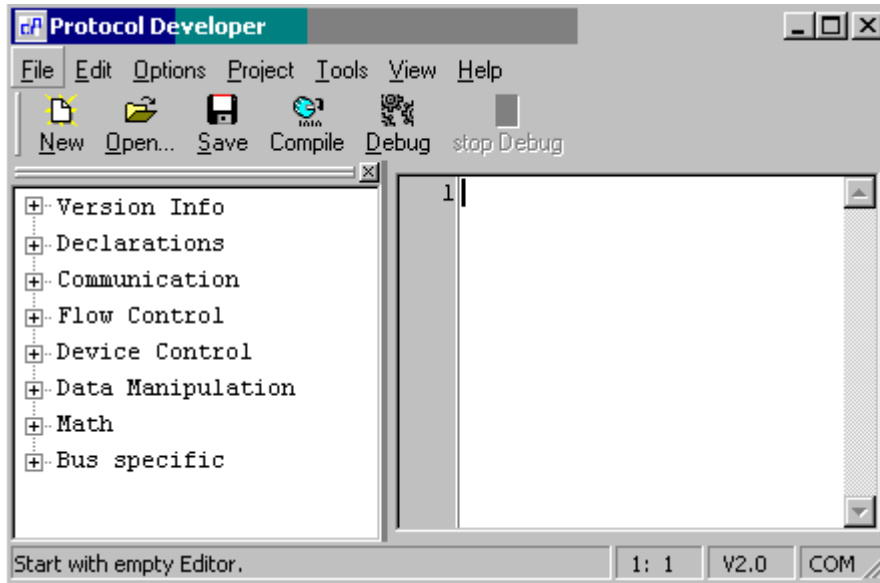 Protocol Developer
File Edit Options Project Tools View Help
New Open... Save Compile Debug stop Debug
Version Info
Declarations
Communication
Flow Control
Device Control
Data Manipulation
Math
Bus specific
1
Start with empty Editor. 1: 1 V2.0 COM